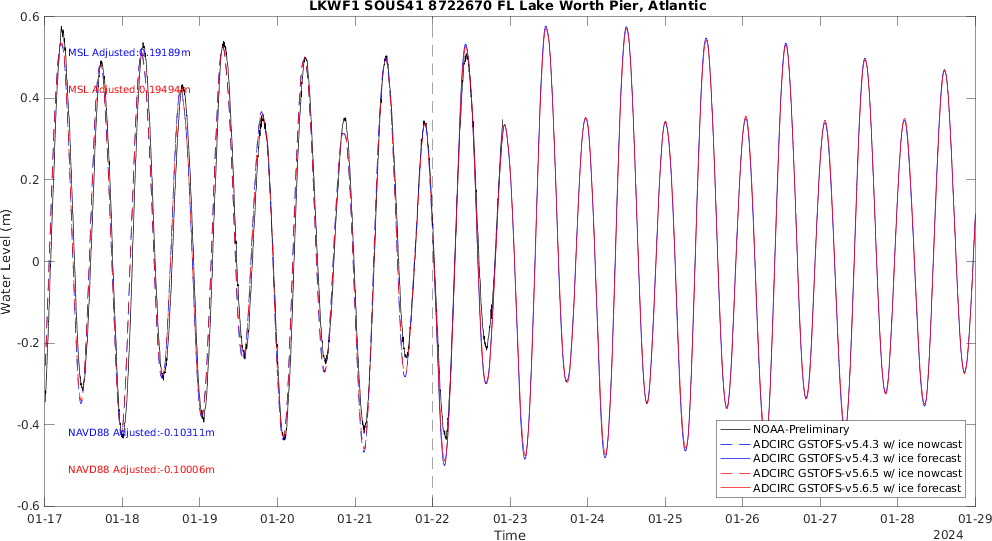 LKWF1 SOUS41 8722670 FL Lake Worth Pier, Atlantic
0.6
0.4
0.2
0
-0.2
-0.4
-0.6
Water Level (m)
MSL Adjusted:0.19189m
MSL Adjusted:0.19494m
NAVD88 Adjusted:-0.10311m
NAVD88 Adjusted:-0.10006m
NOAA-Preliminary
ADCIRC GSTOFS-v5.4.3 w/ ice nowcast
ADCIRC GSTOFS-v5.4.3 w/ ice forecast
ADCIRC GSTOFS-v5.6.5 w/ ice nowcast
ADCIRC GSTOFS-v5.6.5 w/ ice forecast
01-17 01-18 01-19 01-20 01-21 01-22 01-23 01-24 01-25 01-26 01-27 01-28 01-29
Time
2024